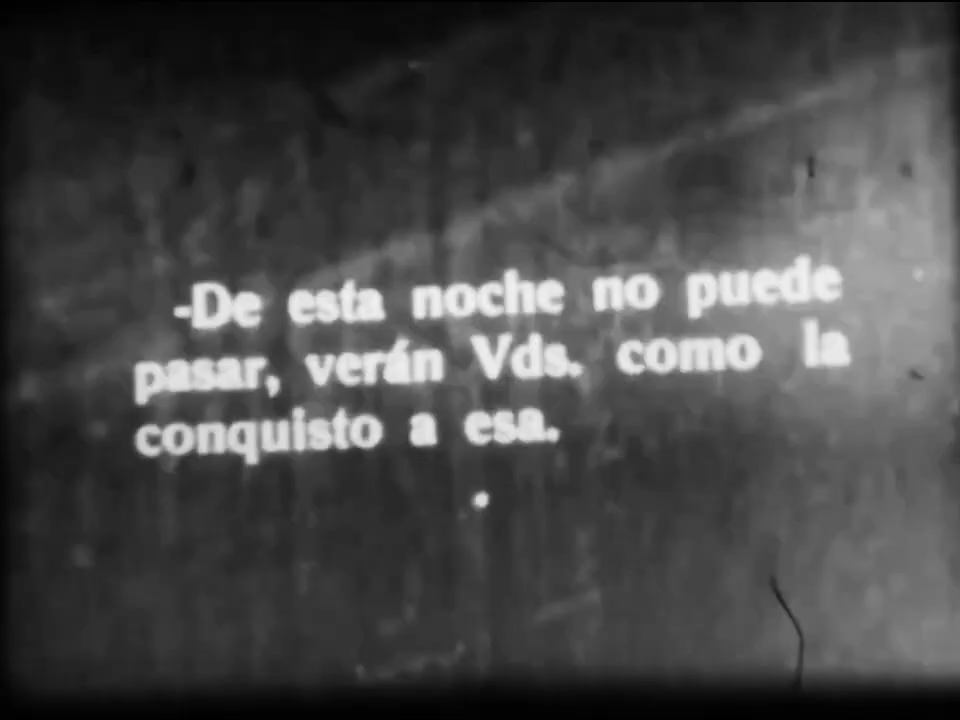 -De esta noche no puede
pasar, verán Vds. como la
conquisto a esa.